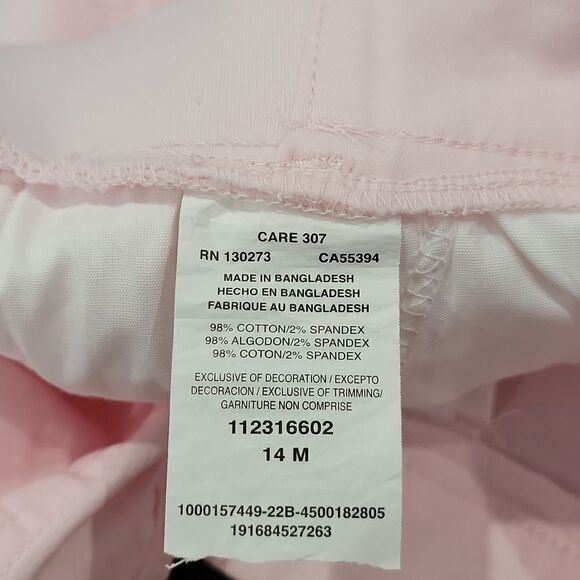 CARE 307
RN 130273 CA55394
MADE IN BANGLADESH
HECHO EN BANGLADESH
FABRIQUE AU BANGLADESH
98% COTTON/2% SPANDEX
98% ALGODON/2% SPANDEX
98% COTON/2% SPANDEX
EXCLUSIVE OF DECORATION / EXCEPTO
DECORACION / EXCLUSIVE OF TRIMMING/
GARNITURE NON COMPRISE
112316602
14 M
1000157449-22B-4500182805
191684527263